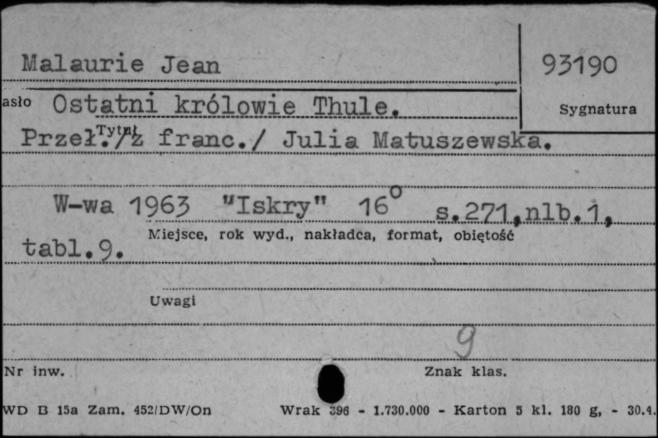 Malaurie Jean
93190
asło Ostatni królowie Thule.
Sygnatura
Tytuł
Przeł./z franc./ Julia Matuszewska.
W-wa 1963 "Iskry" 16° s.271,nlb.1,
Miejsce, rok wyd., nakładca, format, objętość
tabl.9.
Uwagi
9
Nr inw.
Znak klas.
WD B 15a Zam. 452/DW/On Wrak 396 - 1.730.000 - Karton 5 kl. 180 g, - 30.4.